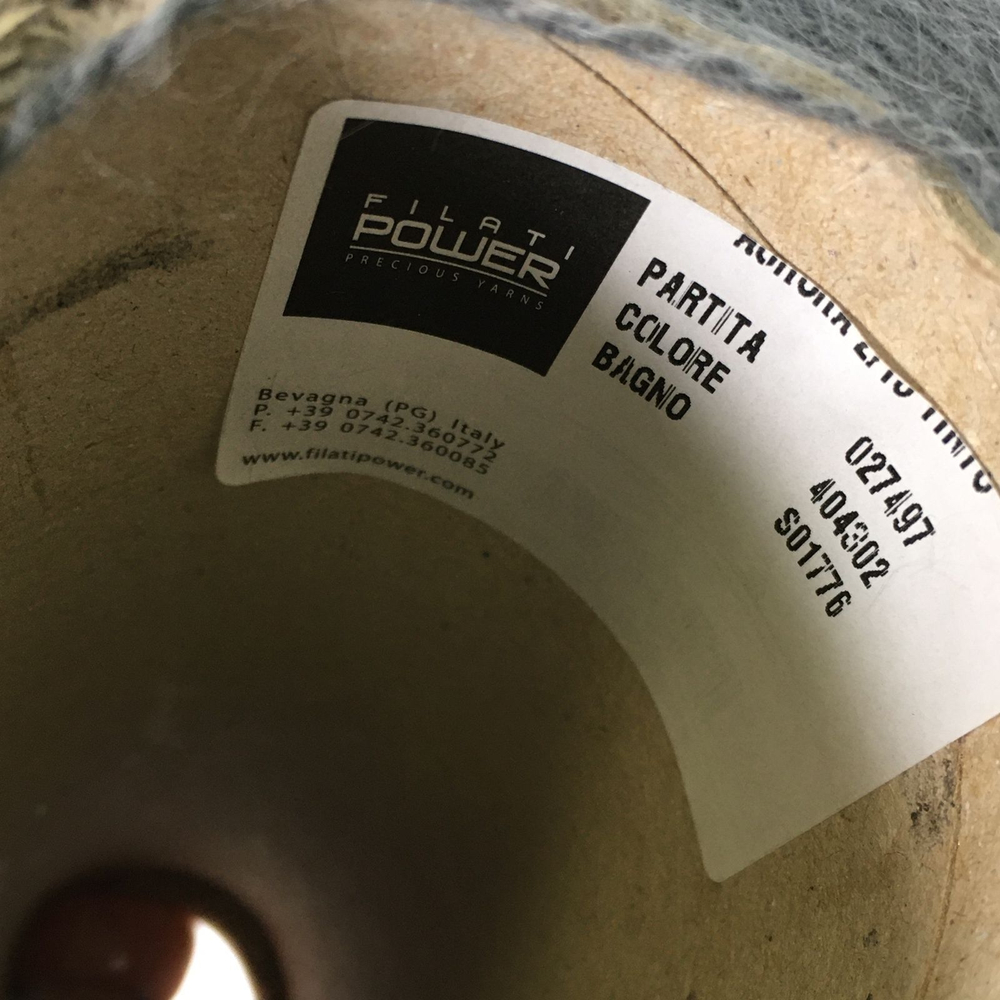 FILATI
POWER
PRECIOUS YARNS
Bevagna (PG) Italy
P. +39 0742.360772
F. +39 0742.360085
www.filatipower.com
PARTITA 027497
COLORE 404302
BAGNO S01776